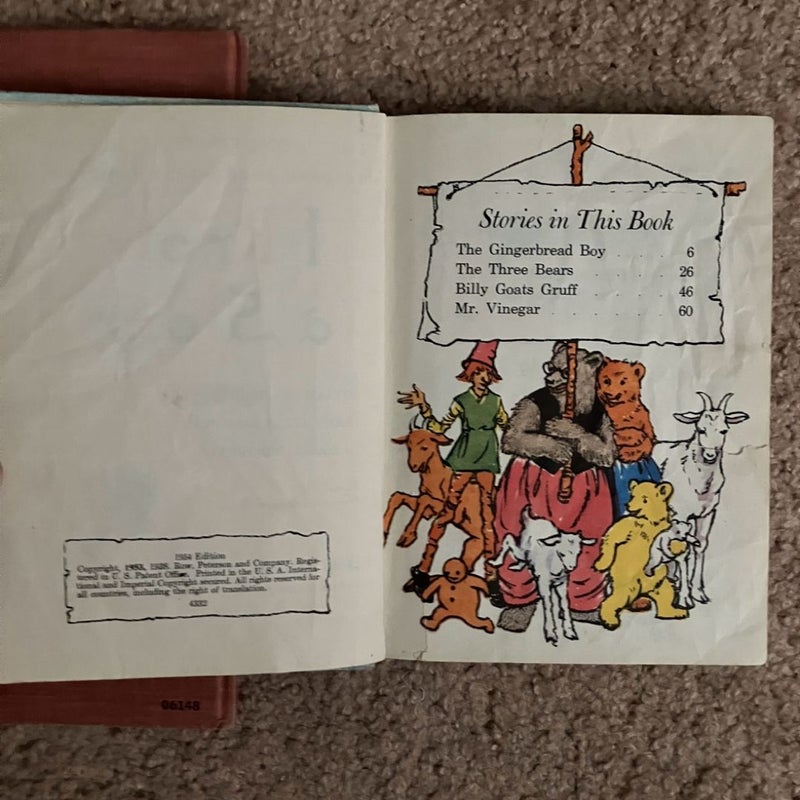 1954 Edition
Copyright, 1953, 1938, Row, Peterson and Company. Regis-
tered in U. S. Patent Office. Printed in the U. S. A. Interna-
tional and Imperial Copyright secured. All rights reserved for
all countries, including the right of translation.
4332
06148
Stories in This Book
The Gingerbread Boy . . . . 6
The Three Bears . . . . . 26
Billy Goats Gruff . . . . . 46
Mr. Vinegar . . . . . . . 60